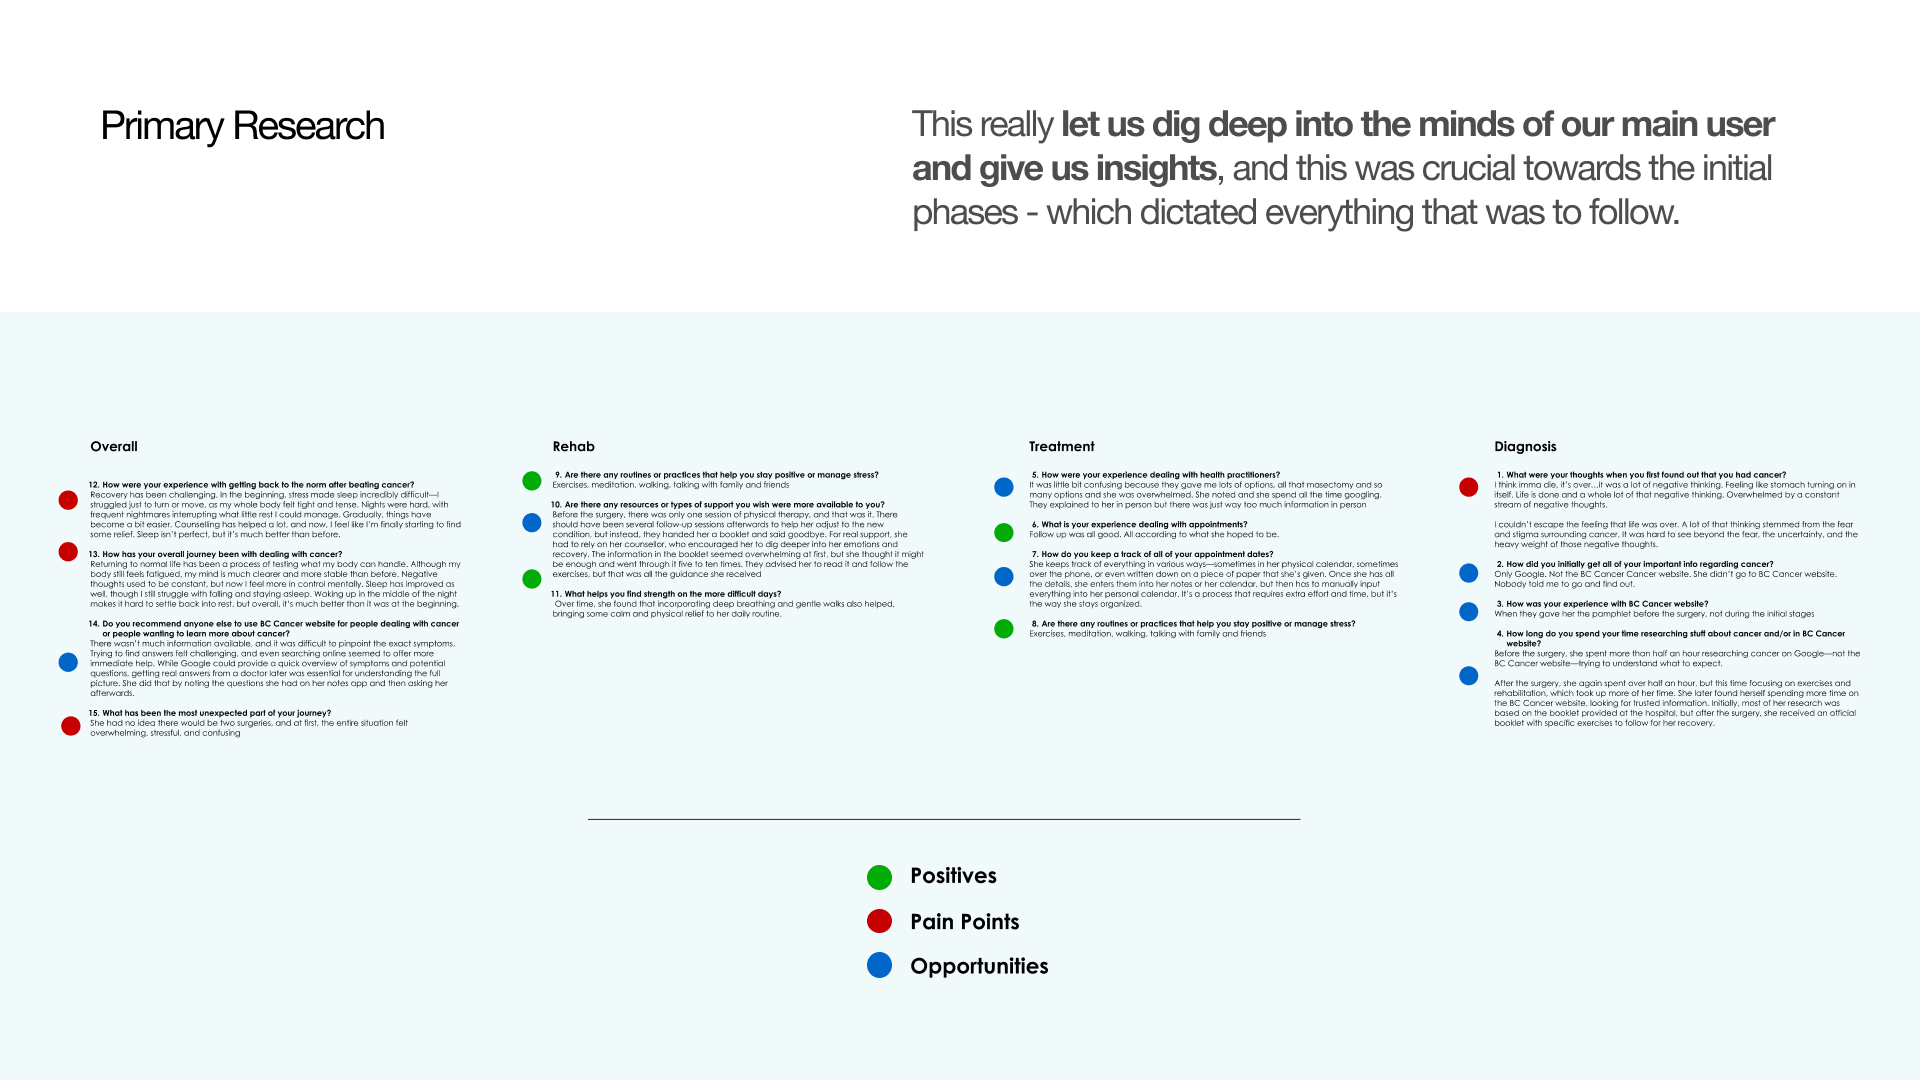 Primary Research
This really let us dig deep into the minds of our main user
and give us insights, and this was crucial towards the initial
phases - which dictated everything that was to follow.
Overall
12. How were your experience with getting back to the norm after beating cancer?
Recovery has been challenging. In the beginning, stress made sleep incredibly difficult—I
struggled just to turn or move, as my whole body felt tight and tense. Nights were hard, with
frequent nightmares interrupting what little rest I could manage. Gradually, things have
become a bit easier. Counselling has helped a lot, and now, I feel like I'm finally starting to find
some relief. Sleep isn't perfect, but it's much better than before.
13. How has your overall journey been with dealing with cancer?
Returning to normal life has been a process of testing what my body can handle. Although my
body still feels fatigued, my mind is much clearer and more stable than before. Negative
thoughts used to be constant, but now I feel more in control mentally. Sleep has improved as
well, though I still struggle with falling and staying asleep. Waking up in the middle of the night
makes it hard to settle back into rest, but overall, it's much better than it was at the beginning.
14. Do you recommend anyone else to use BC Cancer website for people dealing with cancer
or people wanting to learn more about cancer?
There wasn't much information available, and it was difficult to pinpoint the exact symptoms.
Trying to find answers felt challenging, and even searching online seemed to offer more
immediate help. While Google could provide a quick overview of symptoms and potential
questions, getting real answers from a doctor later was essential for understanding the full
picture. She did that by noting the questions she had on her notes app and then asking her
afterwards.
15. What has been the most unexpected part of your journey?
She had no idea there would be two surgeries, and at first, the entire situation felt
overwhelming, stressful, and confusing
Rehab
9. Are there any routines or practices that help you stay positive or manage stress?
Exercises, meditation, walking, talking with family and friends
10. Are there any resources or types of support you wish were more available to you?
Before the surgery, there was only one session of physical therapy, and that was it. There
should have been several follow-up sessions afterwards to help her adjust to the new
condition, but instead, they handed her a booklet and said goodbye. For real support, she
had to rely on her counsellor, who encouraged her to dig deeper into her emotions and
recovery. The information in the booklet seemed overwhelming at first, but she thought it might
be enough and went through it five to ten times. They advised her to read it and follow the
exercises, but that was all the guidance she received
11. What helps you find strength on the more difficult days?
Over time, she found that incorporating deep breathing and gentle walks also helped,
bringing some calm and physical relief to her daily routine.
Treatment
5. How were your experience dealing with health practitioners?
It was little bit confusing because they gave me lots of options, all that masectomy and so
many options and she was overwhelmed. She noted and she spend all the time googling.
They explained to her in person but there was just way too much information in person
6. What is your experience dealing with appointments?
Follow up was all good. All according to what she hoped to be.
7. How do you keep a track of all of your appointment dates?
She keeps track of everything in various ways—sometimes in her physical calendar, sometimes
over the phone, or even written down on a piece of paper that she's given. Once she has all
the details, she enters them into her notes or her calendar, but then has to manually input
everything into her personal calendar. It's a process that requires extra effort and time, but it's
the way she stays organized.
8. Are there any routines or practices that help you stay positive or manage stress?
Exercises, meditation, walking, talking with family and friends
Diagnosis
1. What were your thoughts when you first found out that you had cancer?
I think imma die, it's over...it was a lot of negative thinking. Feeling like stomach turning on in
itself. Life is done and a whole lot of that negative thinking. Overwhelmed by a constant
stream of negative thoughts.
I couldn't escape the feeling that life was over. A lot of that thinking stemmed from the fear
and stigma surrounding cancer. It was hard to see beyond the fear, the uncertainty, and the
heavy weight of those negative thoughts.
2. How did you initially get all of your important info regarding cancer?
Only Google. Not the BC Cancer Cancer website. She didn't go to BC Cancer website.
Nobody told me to go and find out.
3. How was your experience with BC Cancer website?
When they gave her the pamphlet before the surgery, not during the initial stages
4. How long do you spend your time researching stuff about cancer and/or in BC Cancer
website?
Before the surgery, she spent more than half an hour researching cancer on Google—not the
BC Cancer website—trying to understand what to expect.
After the surgery, she again spent over half an hour, but this time focusing on exercises and
rehabilitation, which took up more of her time. She later found herself spending more time on
the BC Cancer website, looking for trusted information. Initially, most of her research was
based on the booklet provided at the hospital, but after the surgery, she received an official
booklet with specific exercises to follow for her recovery.
Positives
Pain Points
Opportunities